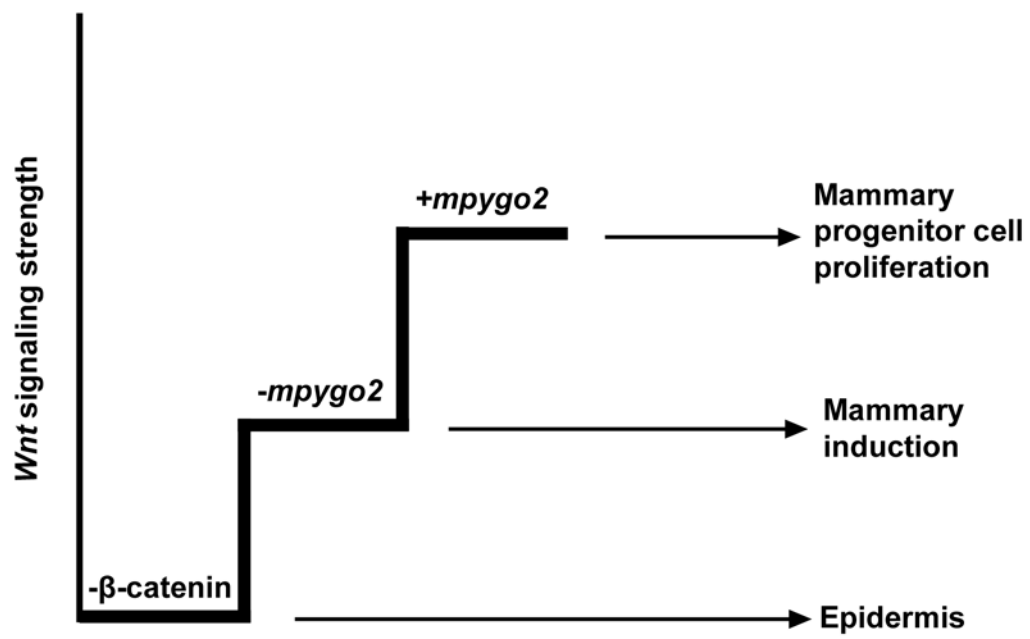 Wnt signaling strength
+mpygo2
Mammary
progenitor cell
proliferation
-mpygo2
Mammary
induction
-β-catenin
Epidermis